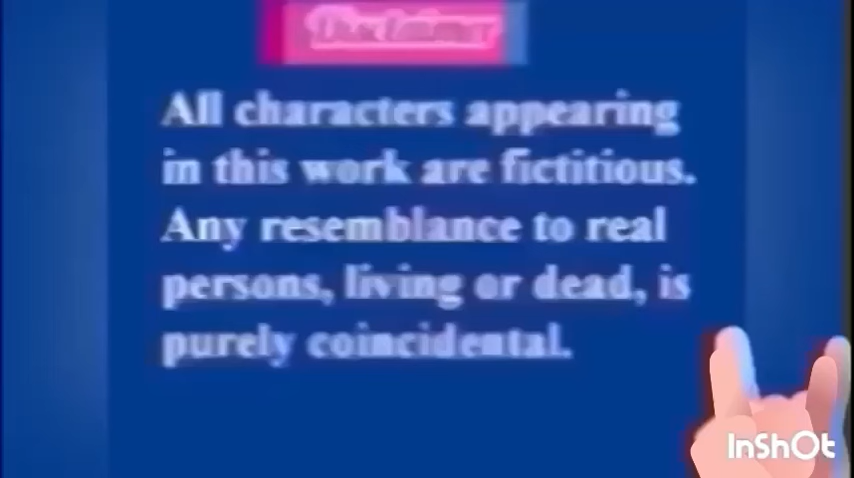 Disclaimer
All characters appearing
in this work are fictitious.
Any resemblance to real
persons, living or dead, is
purely coincidental.
InShOt